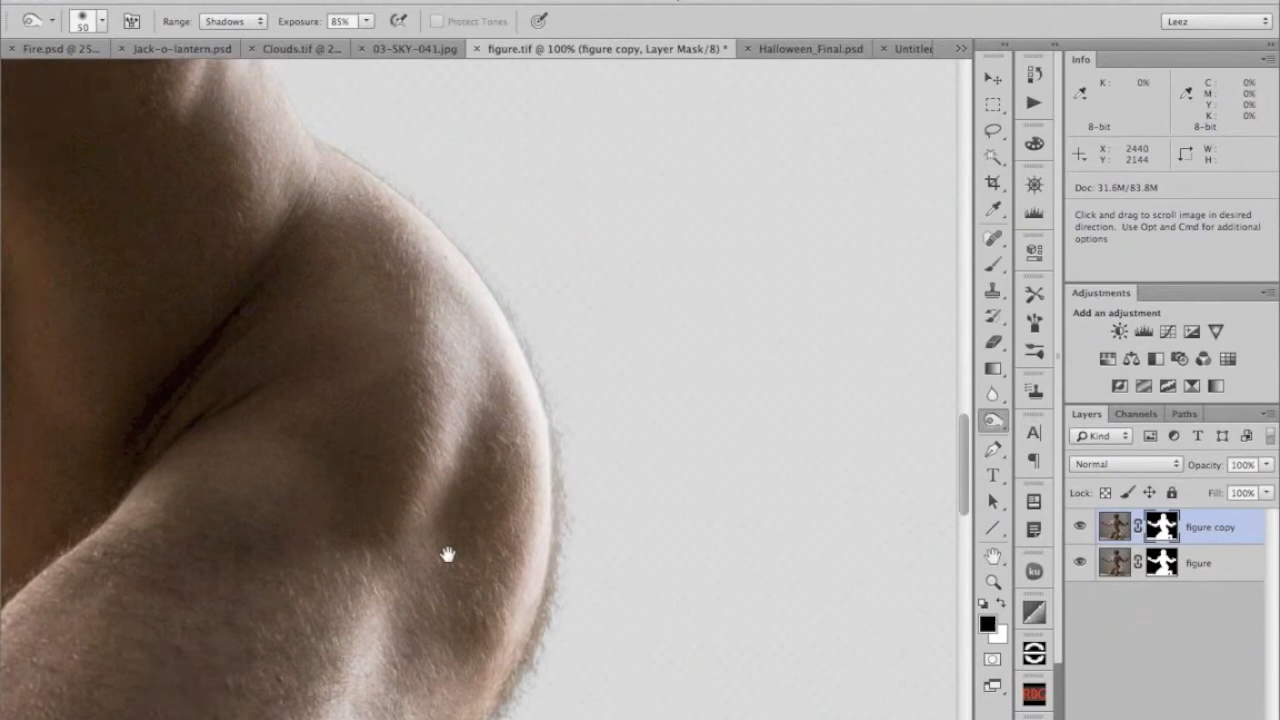 50
Range: Shadows
Exposure: 85%
Protect Tones
Leez
Fire.psd @ 25...
Jack-o-lantern.psd
Clouds.tif @ 2...
03-SKY-041.jpg
figure.tif @ 100% (figure copy, Layer Mask/8) *
Halloween_Final.psd
Untitled
Info
K: 0%
C: 0%
M: 0%
Y: 0%
K: 0%
8-bit
8-bit
X: 2440
Y: 2144
W:
H:
Doc: 31.6M/83.8M
Click and drag to scroll image in desired
direction. Use Opt and Cmd for additional
options
Adjustments
Add an adjustment
Layers
Channels
Paths
Kind
Normal
Opacity: 100%
Lock:
Fill: 100%
figure copy
figure
ku
RBG